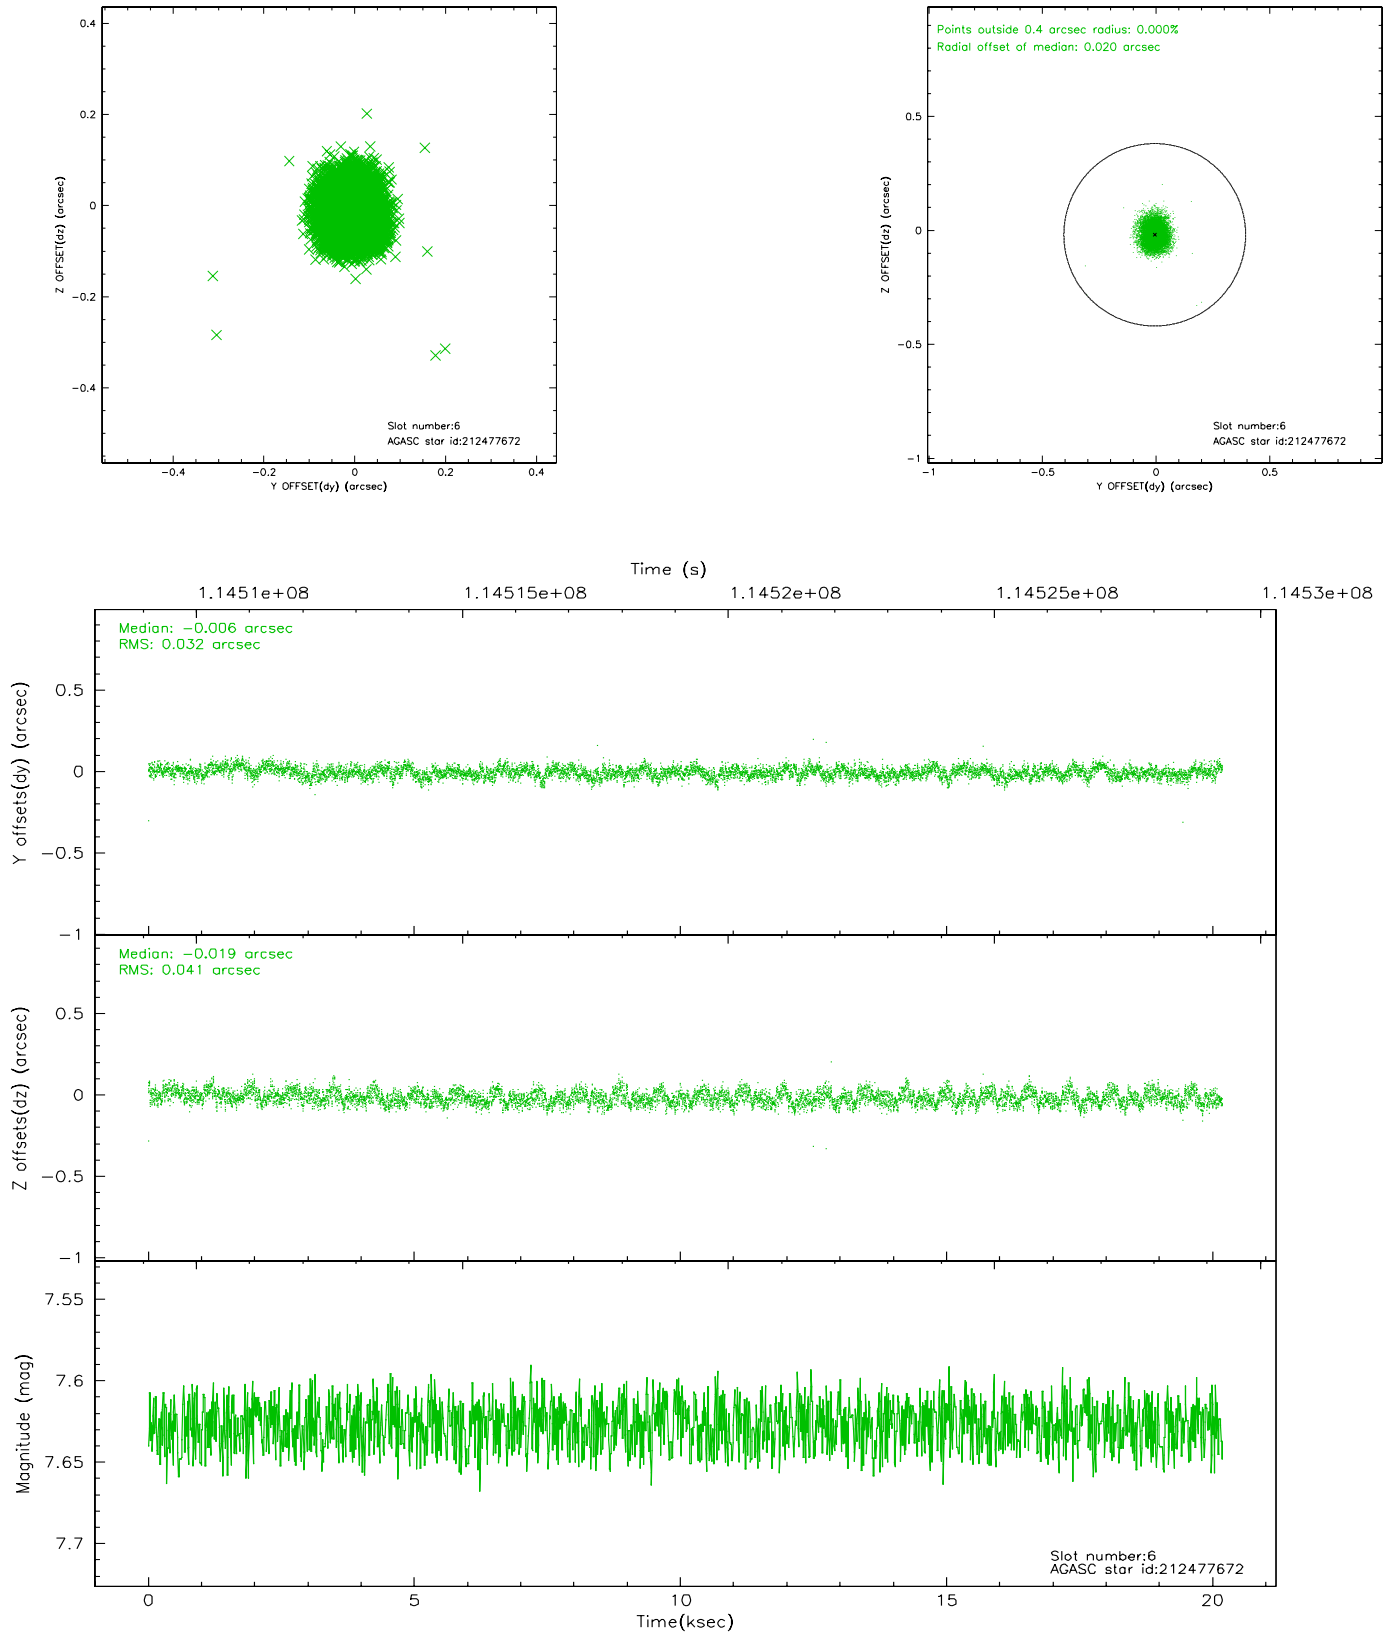 0.4
0.2
0
-0.2
-0.4
Z OFFSET(dz) (arcsec)
Slot number:6
AGASC star id:212477672
-0.4 -0.2 0 0.2 0.4
Y OFFSET(dy) (arcsec)
Points outside 0.4 arcsec radius: 0.000%
Radial offset of median: 0.020 arcsec
0.5
0
-0.5
-1
Z OFFSET(dz) (arcsec)
Slot number:6
AGASC star id:212477672
-1 -0.5 0 0.5
Y OFFSET(dy) (arcsec)
Time (s)
1.1451e+08 1.14515e+08 1.1452e+08 1.14525e+08 1.1453e+08
Median: -0.006 arcsec
RMS: 0.032 arcsec
0.5
0
-0.5
-1
Y offsets(dy) (arcsec)
Median: -0.019 arcsec
RMS: 0.041 arcsec
0.5
0
-0.5
-1
Z offsets(dz) (arcsec)
7.55
7.6
7.65
7.7
Magnitude (mag)
Slot number:6
AGASC star id:212477672
0 5 10 15 20
Time(ksec)